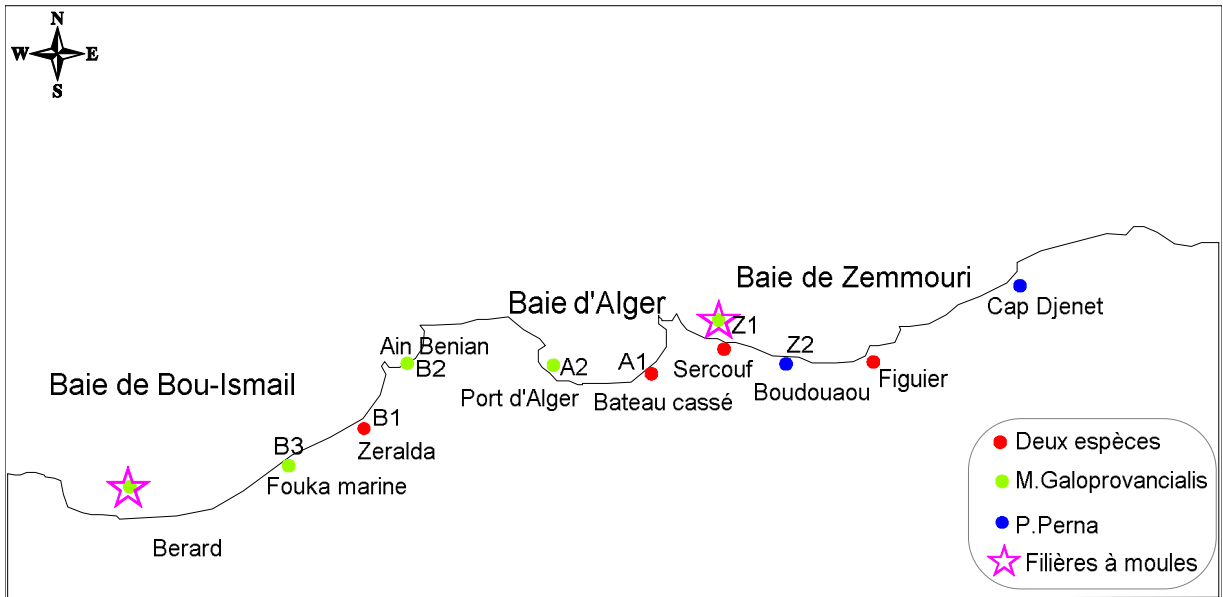 N
W E
S
Baie de Zemmouri
Baie d'Alger
Cap Djenet
Z1
Ain Benian
B2
Z2
A2
A1
Sercouf
Boudouaou
Figuier
Baie de Bou-Ismail
Port d'Alger
Bateau cassé
B1
Zeralda
B3
Fouka marine
Berard
Deux espèces
M.Galoprovancialis
P.Perna
Filières à moules